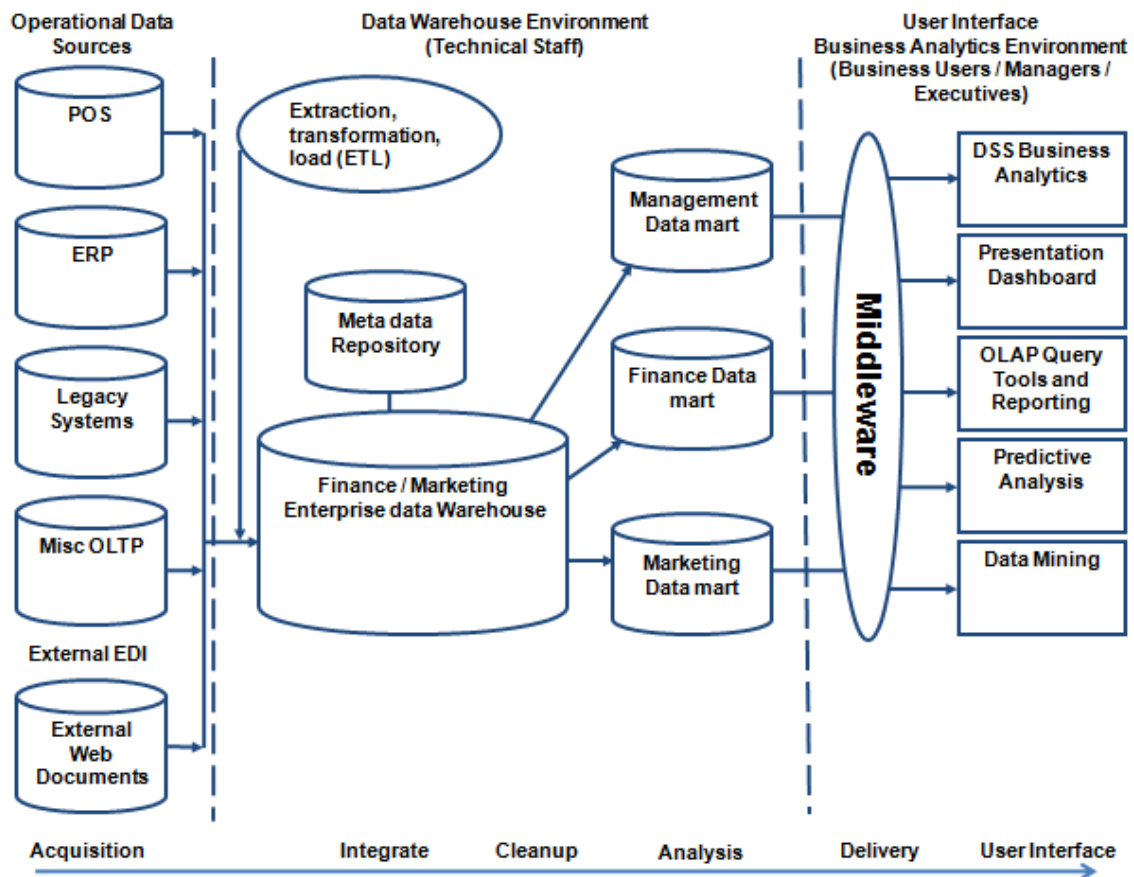 Operational Data
Sources
Data Warehouse Environment
(Technical Staff)
User Interface
Business Analytics Environment
(Business Users / Managers /
Executives)
POS
ERP
Legacy
Systems
Misc OLTP
External EDI
External
Web
Documents
Extraction,
transformation,
load (ETL)
Meta data
Repository
Finance / Marketing
Enterprise data Warehouse
Management
Data mart
Finance Data
mart
Marketing
Data mart
Middleware
DSS Business
Analytics
Presentation
Dashboard
OLAP Query
Tools and
Reporting
Predictive
Analysis
Data Mining
Acquisition
Integrate
Cleanup
Analysis
Delivery
User Interface